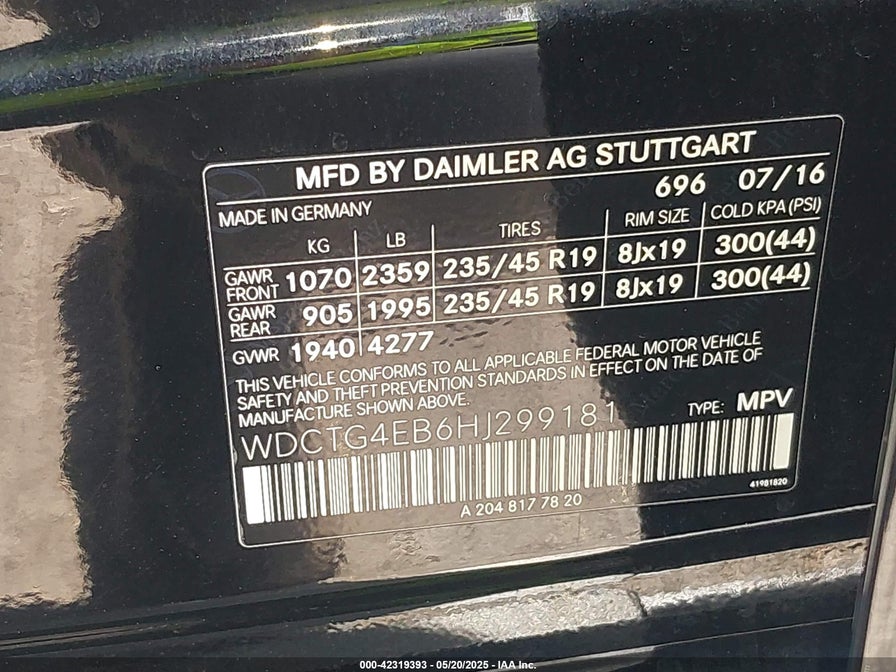 MFD BY DAIMLER AG STUTTGART
696 07/16
MADE IN GERMANY
KG LB TIRES RIM SIZE COLD KPA (PSI)
GAWR FRONT 1070 2359 235/45 R19 8Jx19 300(44)
GAWR REAR 905 1995 235/45 R19 8Jx19 300(44)
GVWR 1940 4277
THIS VEHICLE CONFORMS TO ALL APPLICABLE FEDERAL MOTOR VEHICLE
SAFETY AND THEFT PREVENTION STANDARDS IN EFFECT ON THE DATE OF
MANUFACTURE SHOWN ABOVE.
WDCTG4EB6HJ299181 TYPE: MPV
41981820
A 204 817 78 20
000-42319393 — 05/20/2025 — IAA Inc.